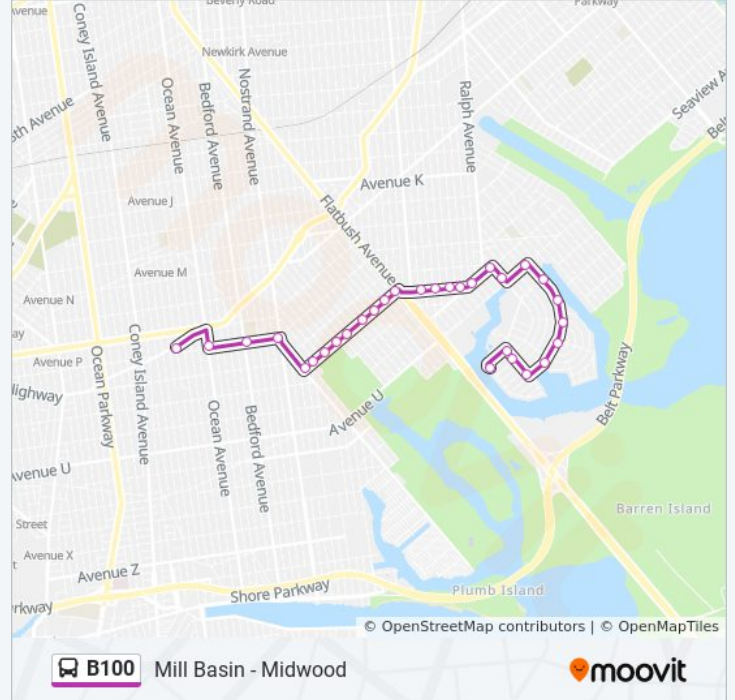 venue
Beverly Road
Parkway
Coney Island Avenue
Newkirk Avenue
Ocean Avenue
Bedford Avenue
Nostrand Avenue
Ralph Avenue
Seaview A
Bel
th Avenue
Avenue K
Avenue J
Flatbush Avenue
Avenue M
Avenue N
ay
Avenue P
Highway
Ocean Parkway
Coney Island Avenue
Ocean Avenue
Bedford Avenue
Avenue U
Belt Parkway
Avenue U
Street
Barren Island
Avenue X
t
Avenue Z
Shore Parkway
Plumb Island
rkway
© OpenStreetMap contributors | © OpenMapTiles
B100 Mill Basin - Midwood
moovit